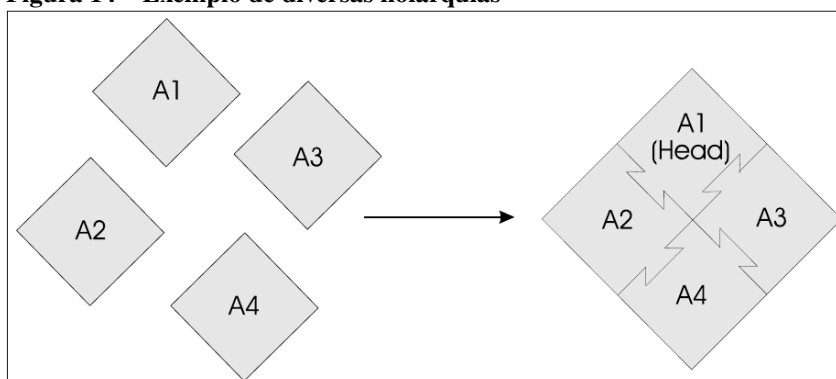 Figura 14 – Exemplo de diversas holarquias
A1
A3
A2
A4
A1
(Head)
A2
A3
A4